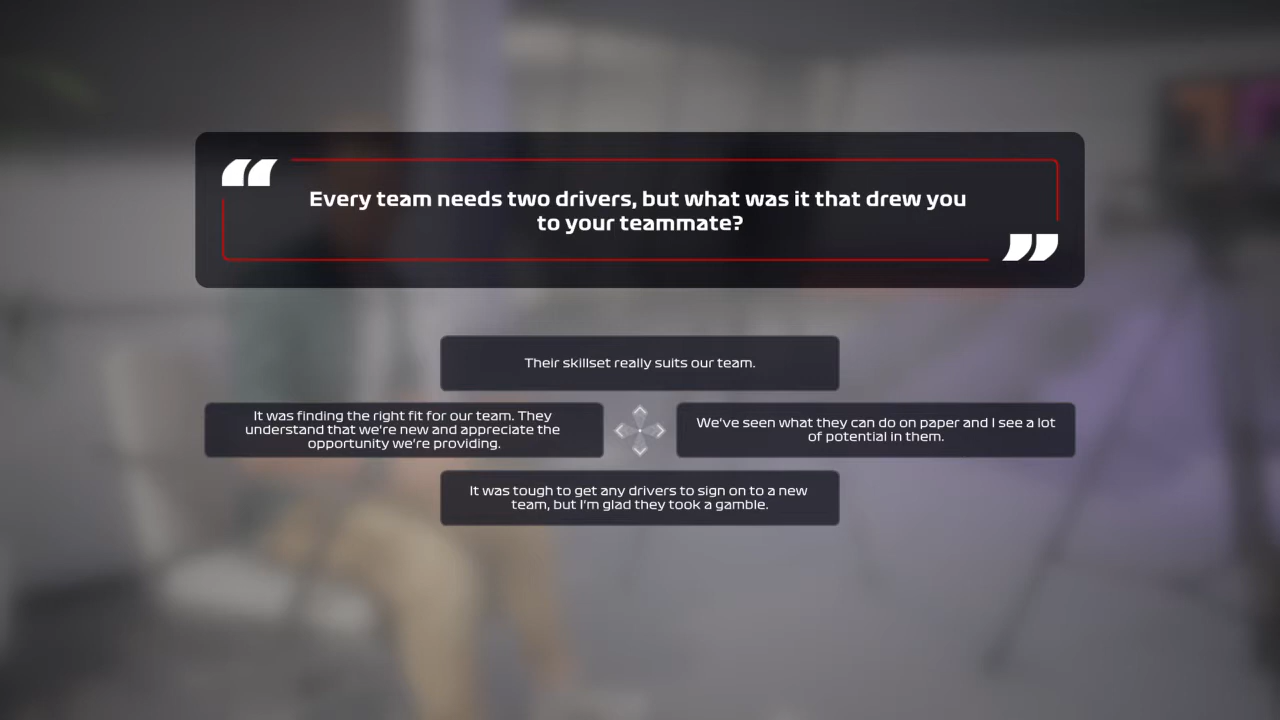 Every team needs two drivers, but what was it that drew you
to your teammate?
Their skillset really suits our team.
It was finding the right fit for our team. They
understand that we're new and appreciate the
opportunity we're providing.
We've seen what they can do on paper and I see a lot
of potential in them.
It was tough to get any drivers to sign on to a new
team, but I'm glad they took a gamble.